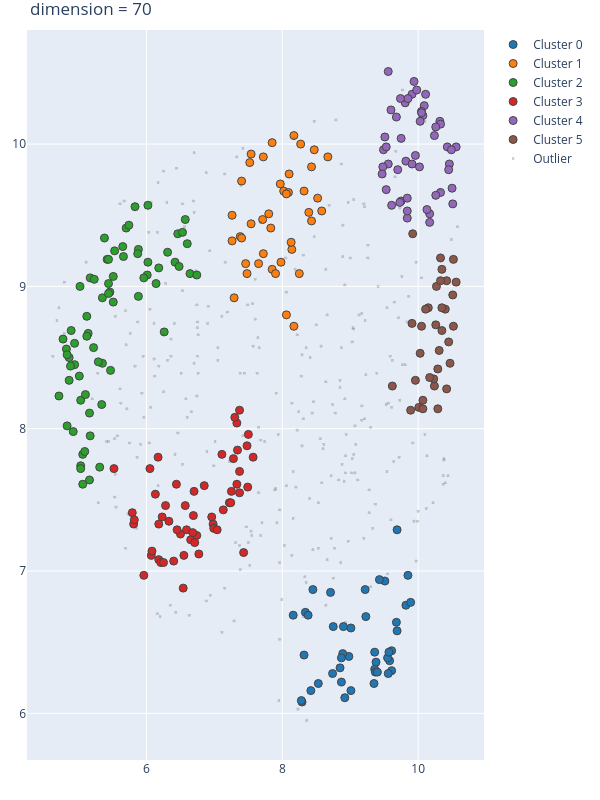 dimension = 70
Cluster 0
Cluster 1
Cluster 2
Cluster 3
Cluster 4
Cluster 5
Outlier
10
9
8
7
6
6 8 10